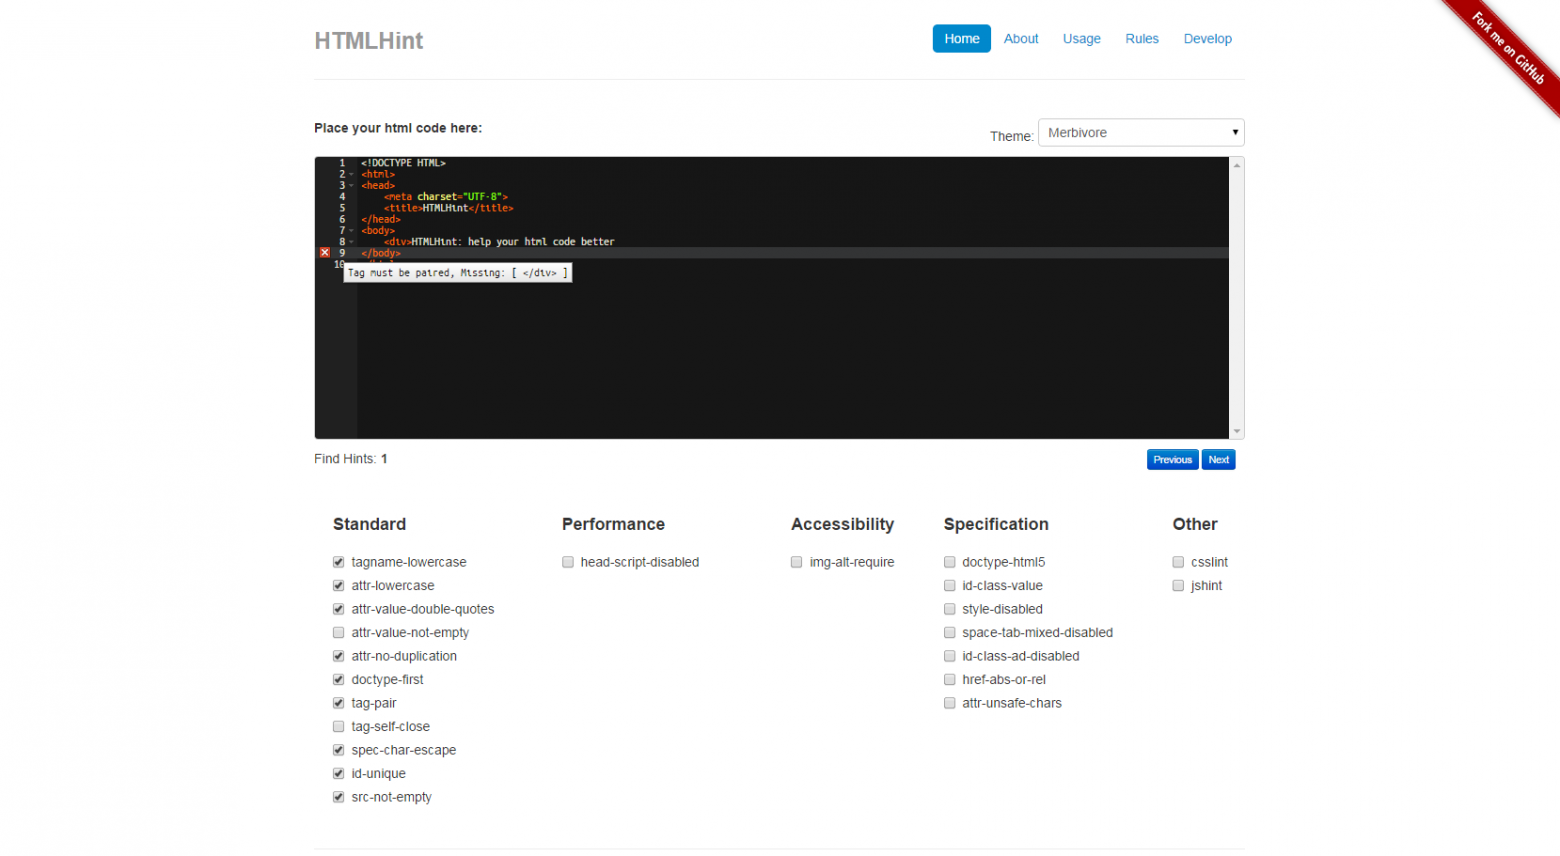 HTMLHint
Home About Usage Rules Develop
Fork me on GitHub
Place your html code here:
Theme: Merbivore
1 <!DOCTYPE HTML>
2 <html>
3 <head>
4     <meta charset="UTF-8">
5     <title>HTMLHint</title>
6 </head>
7 <body>
8     <div>HTMLHint: help your html code better
9 </body>
10
Tag must be paired, Missing: [ </div> ]
Find Hints: 1
Previous Next
Standard
tagname-lowercase
attr-lowercase
attr-value-double-quotes
attr-value-not-empty
attr-no-duplication
doctype-first
tag-pair
tag-self-close
spec-char-escape
id-unique
src-not-empty
Performance
head-script-disabled
Accessibility
img-alt-require
Specification
doctype-html5
id-class-value
style-disabled
space-tab-mixed-disabled
id-class-ad-disabled
href-abs-or-rel
attr-unsafe-chars
Other
csslint
jshint